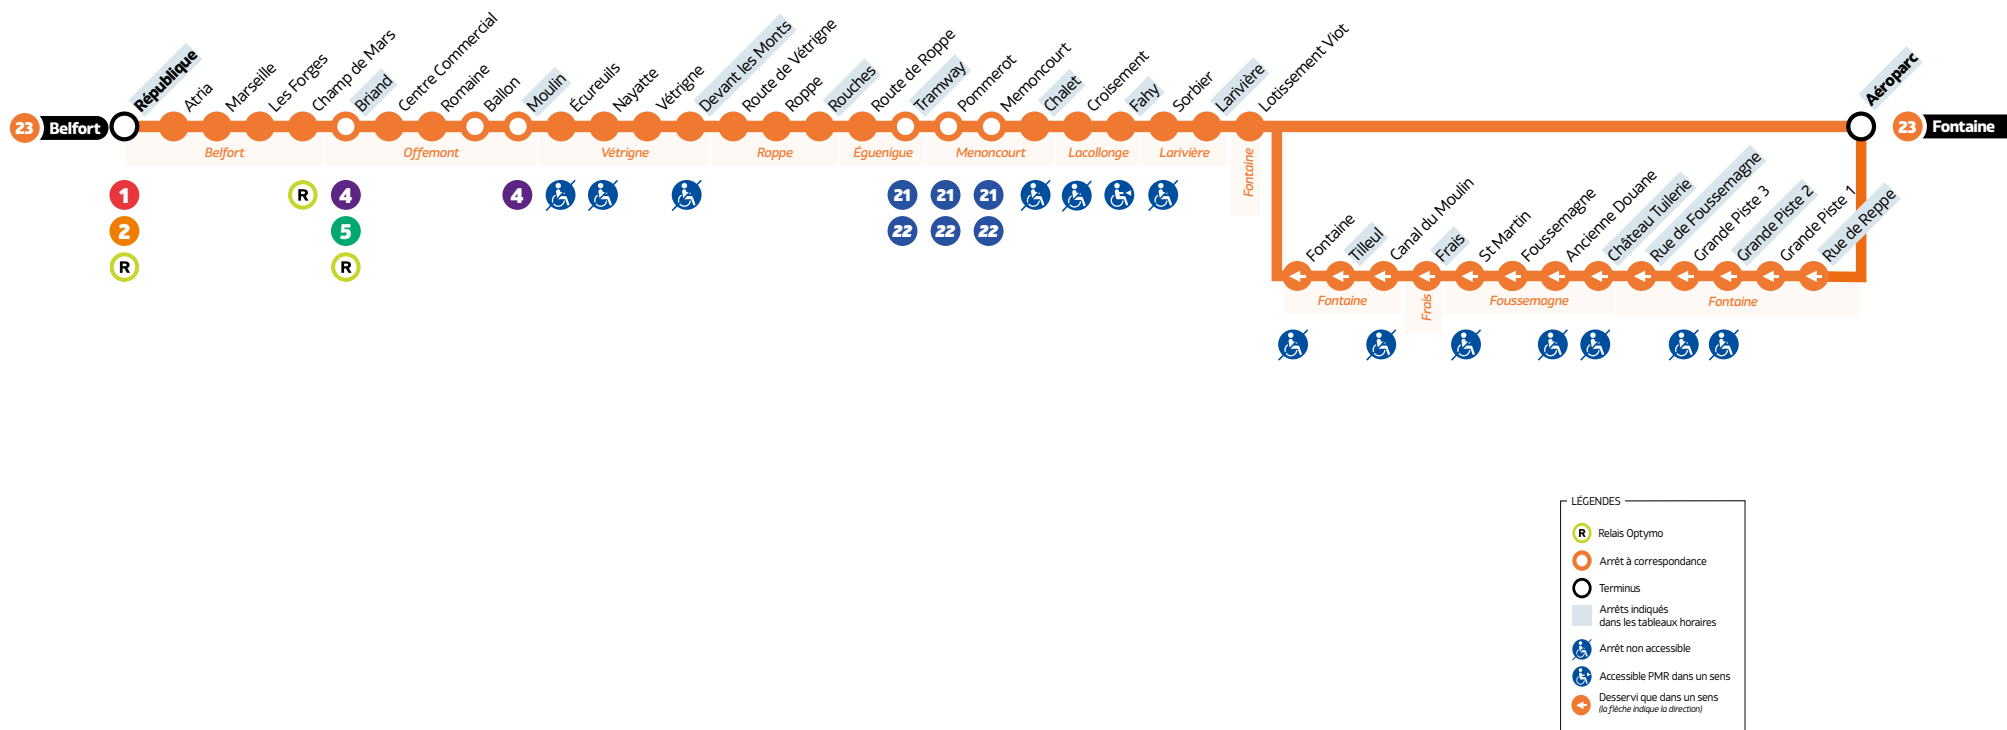 23 Belfort
République
Atria
Marseille
Les Forges
Champ de Mars
Briand
Centre Commercial
Romaine
Ballon
Moulin
Écureuils
Nayatte
Vétrigne
Devant les Monts
Route de Vétrigne
Roppe
Rouches
Route de Roppe
Tramway
Pommerot
Memoncourt
Chalet
Croisement
Fahy
Sorbier
Larivière
Lotissement Viot
Aéroparc
23 Fontaine
Belfort
Offemont
Vétrigne
Roppe
Éguenigue
Menoncourt
Lacollonge
Larivière
Fontaine
1
2
R
R
4
5
R
4
21
22
21
22
21
22
Fontaine
Tilleul
Canal du Moulin
Frais
St Martin
Foussemagne
Ancienne Douane
Château Tuilerie
Rue de Foussemagne
Grande Piste 3
Grande Piste 2
Grande Piste 1
Rue de Reppe
Fontaine
Frais
Foussemagne
Fontaine
LÉGENDES
R Relais Optymo
Arrêt à correspondance
Terminus
Arrêts indiqués
dans les tableaux horaires
Arrêt non accessible
Accessible PMR dans un sens
Desservi que dans un sens
(la flèche indique la direction)